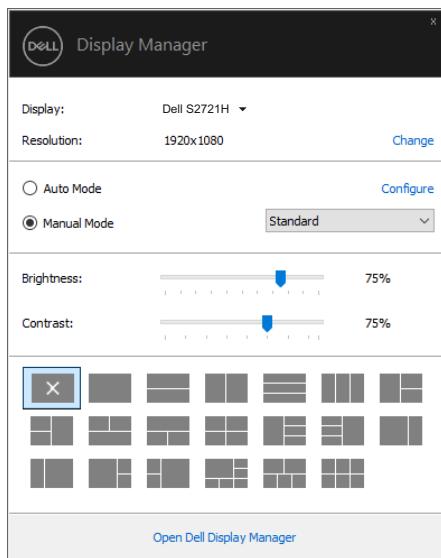 x
DELL Display Manager
Display: Dell S2721H
Resolution: 1920x1080 Change
Auto Mode Configure
Manual Mode Standard
Brightness: 75%
Contrast: 75%
Open Dell Display Manager